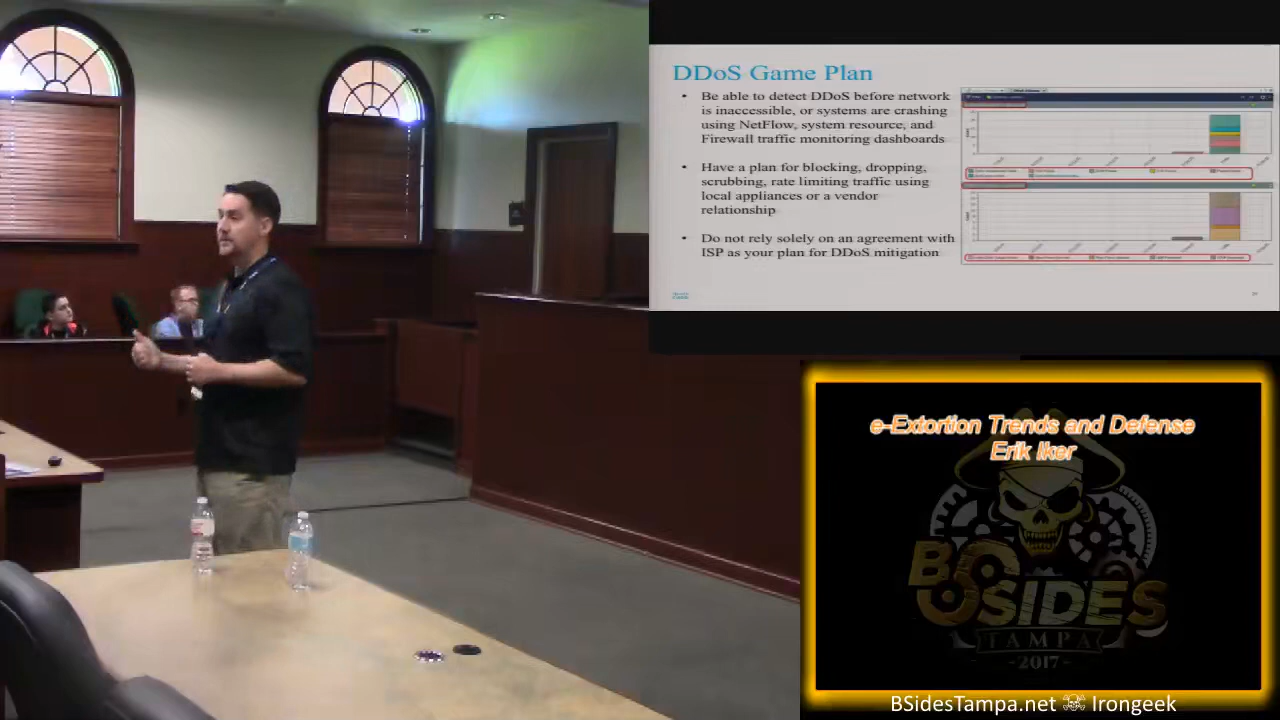 DDoS Game Plan
• Be able to detect DDoS before network
is inaccessible, or systems are crashing
using NetFlow, system resource, and
Firewall traffic monitoring dashboards
• Have a plan for blocking, dropping,
scrubbing, rate limiting traffic using
local appliances or a vendor
relationship
• Do not rely solely on an agreement with
ISP as your plan for DDoS mitigation
e-Extortion Trends and Defense
Erik Iker
BSIDES
TAMPA
-2017-
BSidesTampa.net Irongeek